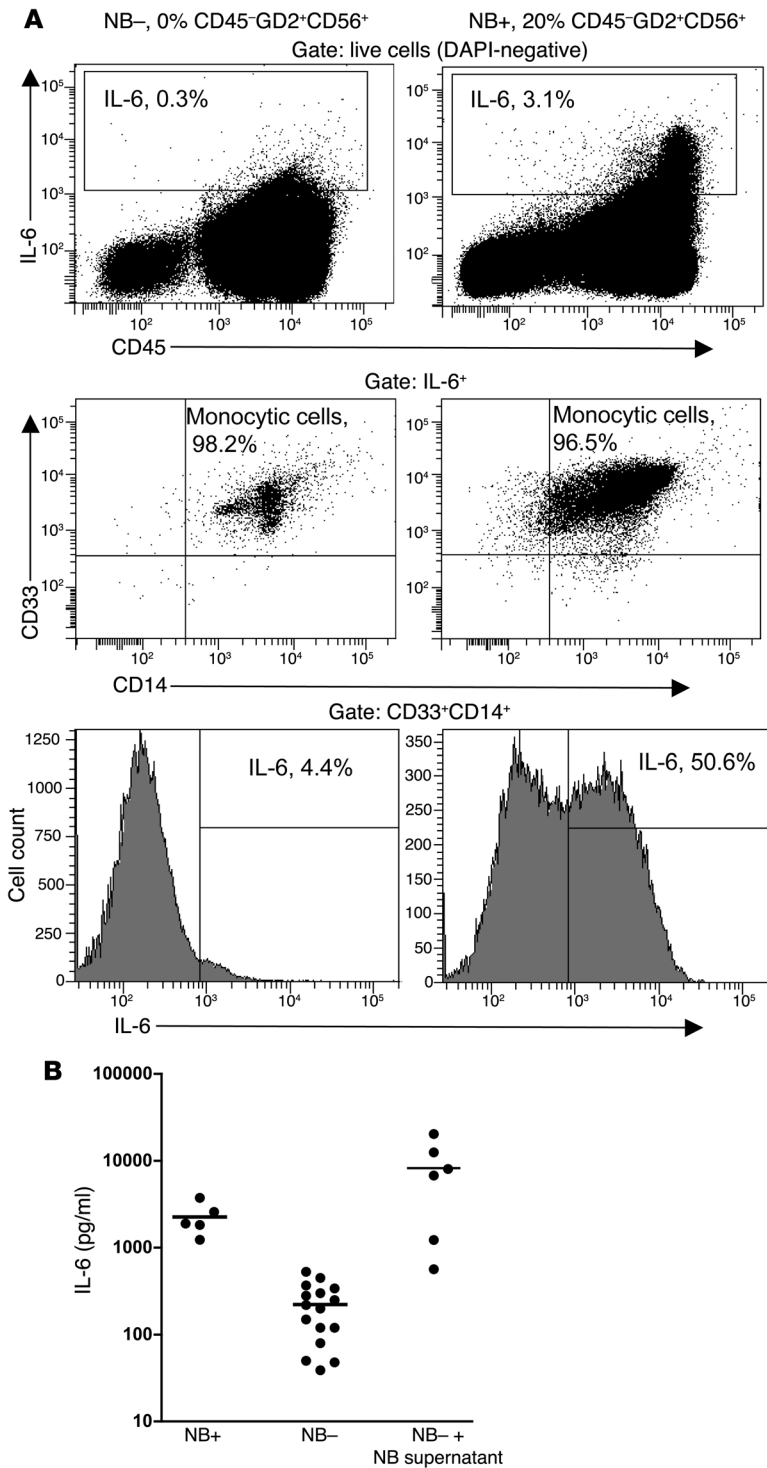 A
NB–, 0% CD45⁻GD2⁺CD56⁺
NB+, 20% CD45⁻GD2⁺CD56⁺
Gate: live cells (DAPI-negative)
IL-6, 0.3%
IL-6, 3.1%
10⁵
10⁴
10³
10²
10⁵
10⁴
10³
10²
IL-6
10² 10³ 10⁴ 10⁵
10² 10³ 10⁴ 10⁵
CD45
Gate: IL-6⁺
Monocytic cells,
98.2%
Monocytic cells,
96.5%
10⁵
10⁴
10³
10²
10⁵
10⁴
10³
10²
CD33
10² 10³ 10⁴ 10⁵
10² 10³ 10⁴ 10⁵
CD14
Gate: CD33⁺CD14⁺
IL-6, 4.4%
IL-6, 50.6%
1250
1000
750
500
250
0
350
300
250
200
150
100
50
0
Cell count
10² 10³ 10⁴ 10⁵
10² 10³ 10⁴ 10⁵
IL-6
B
100000
10000
1000
100
10
IL-6 (pg/ml)
NB+
NB–
NB– +
NB supernatant